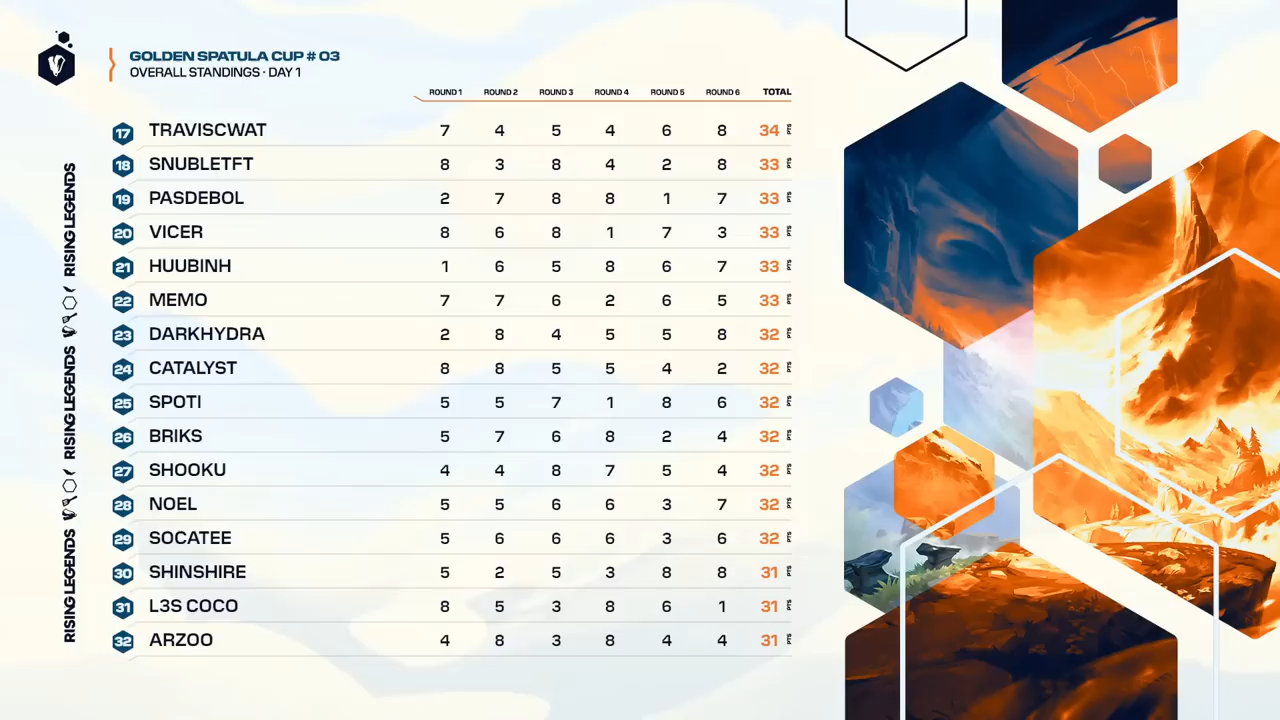 GOLDEN SPATULA CUP # 03
OVERALL STANDINGS · DAY 1
ROUND 1 ROUND 2 ROUND 3 ROUND 4 ROUND 5 ROUND 6 TOTAL
17 TRAVISCWAT 7 4 5 4 6 8 34 PTS
18 SNUBLETFT 8 3 8 4 2 8 33 PTS
19 PASDEBOL 2 7 8 8 1 7 33 PTS
20 VICER 8 6 8 1 7 3 33 PTS
21 HUUBINH 1 6 5 8 6 7 33 PTS
22 MEMO 7 7 6 2 6 5 33 PTS
23 DARKHYDRA 2 8 4 5 5 8 32 PTS
24 CATALYST 8 8 5 5 4 2 32 PTS
25 SPOTI 5 5 7 1 8 6 32 PTS
26 BRIKS 5 7 6 8 2 4 32 PTS
27 SHOOKU 4 4 8 7 5 4 32 PTS
28 NOEL 5 5 6 6 3 7 32 PTS
29 SOCATEE 5 6 6 6 3 6 32 PTS
30 SHINSHIRE 5 2 5 3 8 8 31 PTS
31 L3S COCO 8 5 3 8 6 1 31 PTS
32 ARZOO 4 8 3 8 4 4 31 PTS
RISING LEGENDS RISING LEGENDS RISING LEGENDS